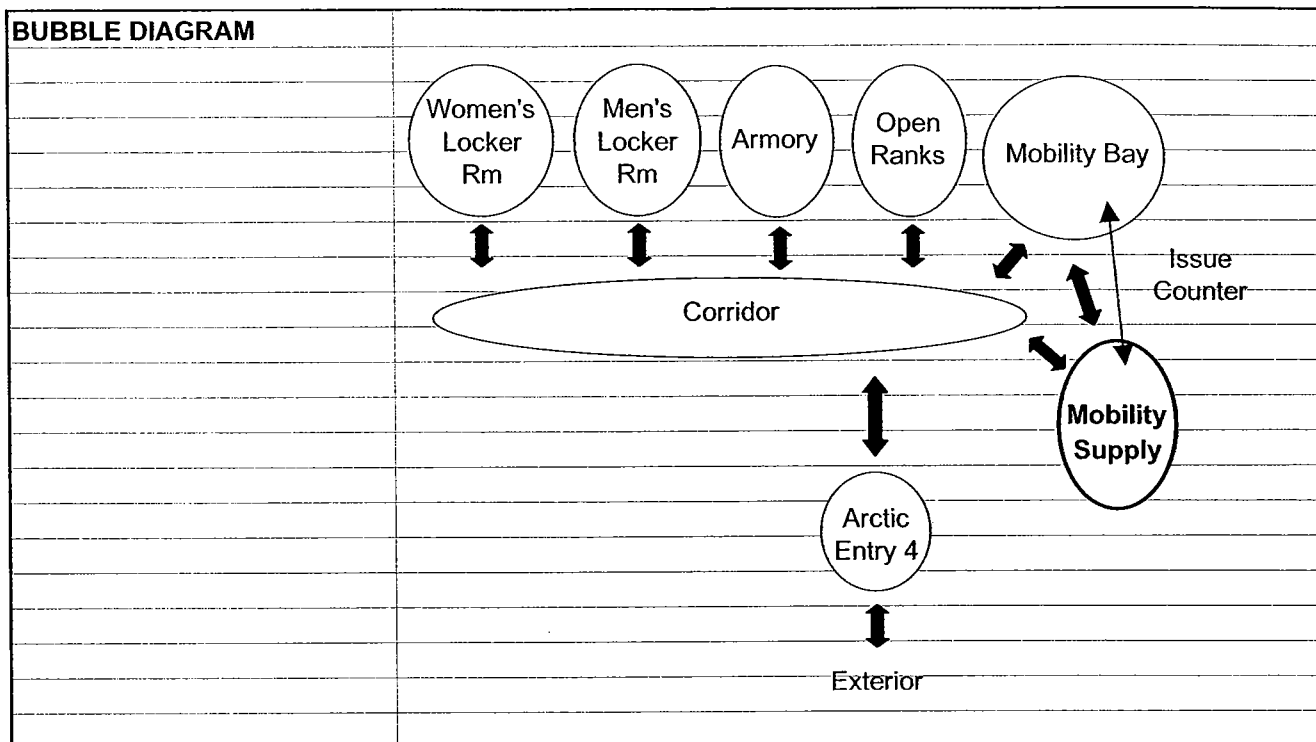 BUBBLE DIAGRAM
Women's
Locker
Rm
Men's
Locker
Rm
Armory
Open
Ranks
Mobility Bay
Issue
Counter
Corridor
Mobility
Supply
Arctic
Entry 4
Exterior